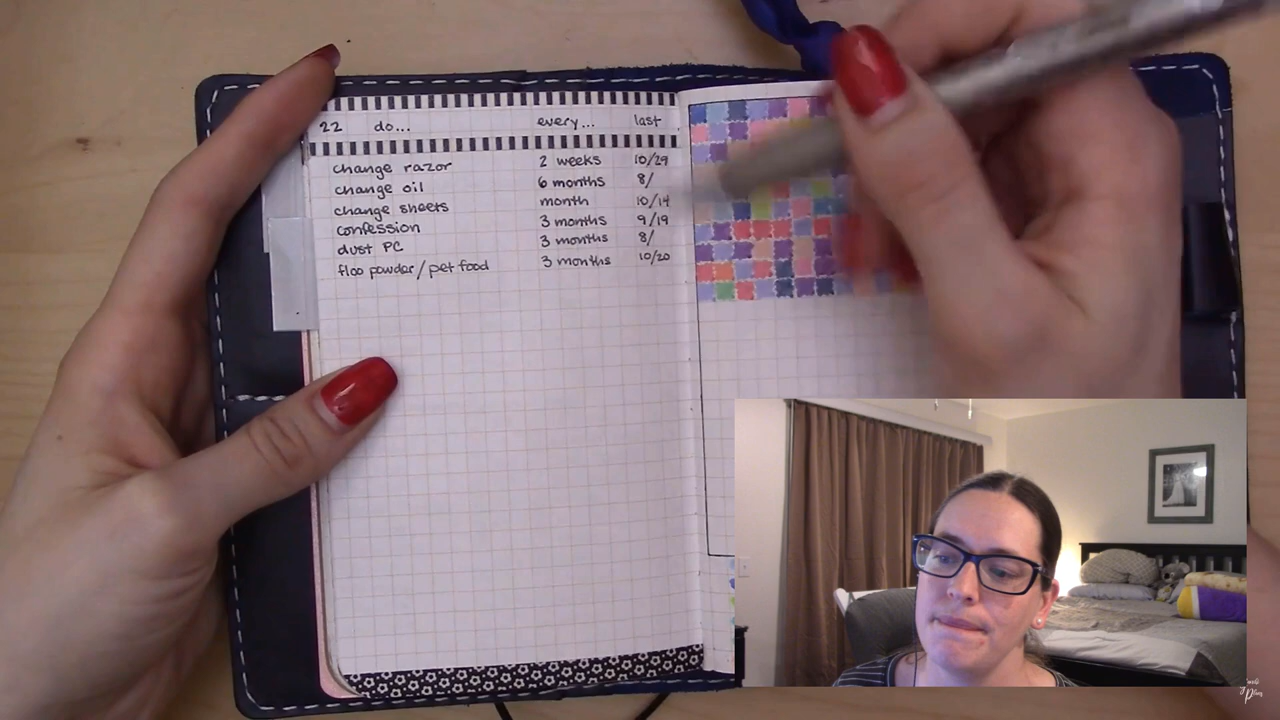 22 do... every... last
change razor 2 weeks 10/29
change oil 6 months 8/
change sheets month 10/14
confession 3 months 9/19
dust PC 3 months 8/
floo powder/pet food 3 months 10/20